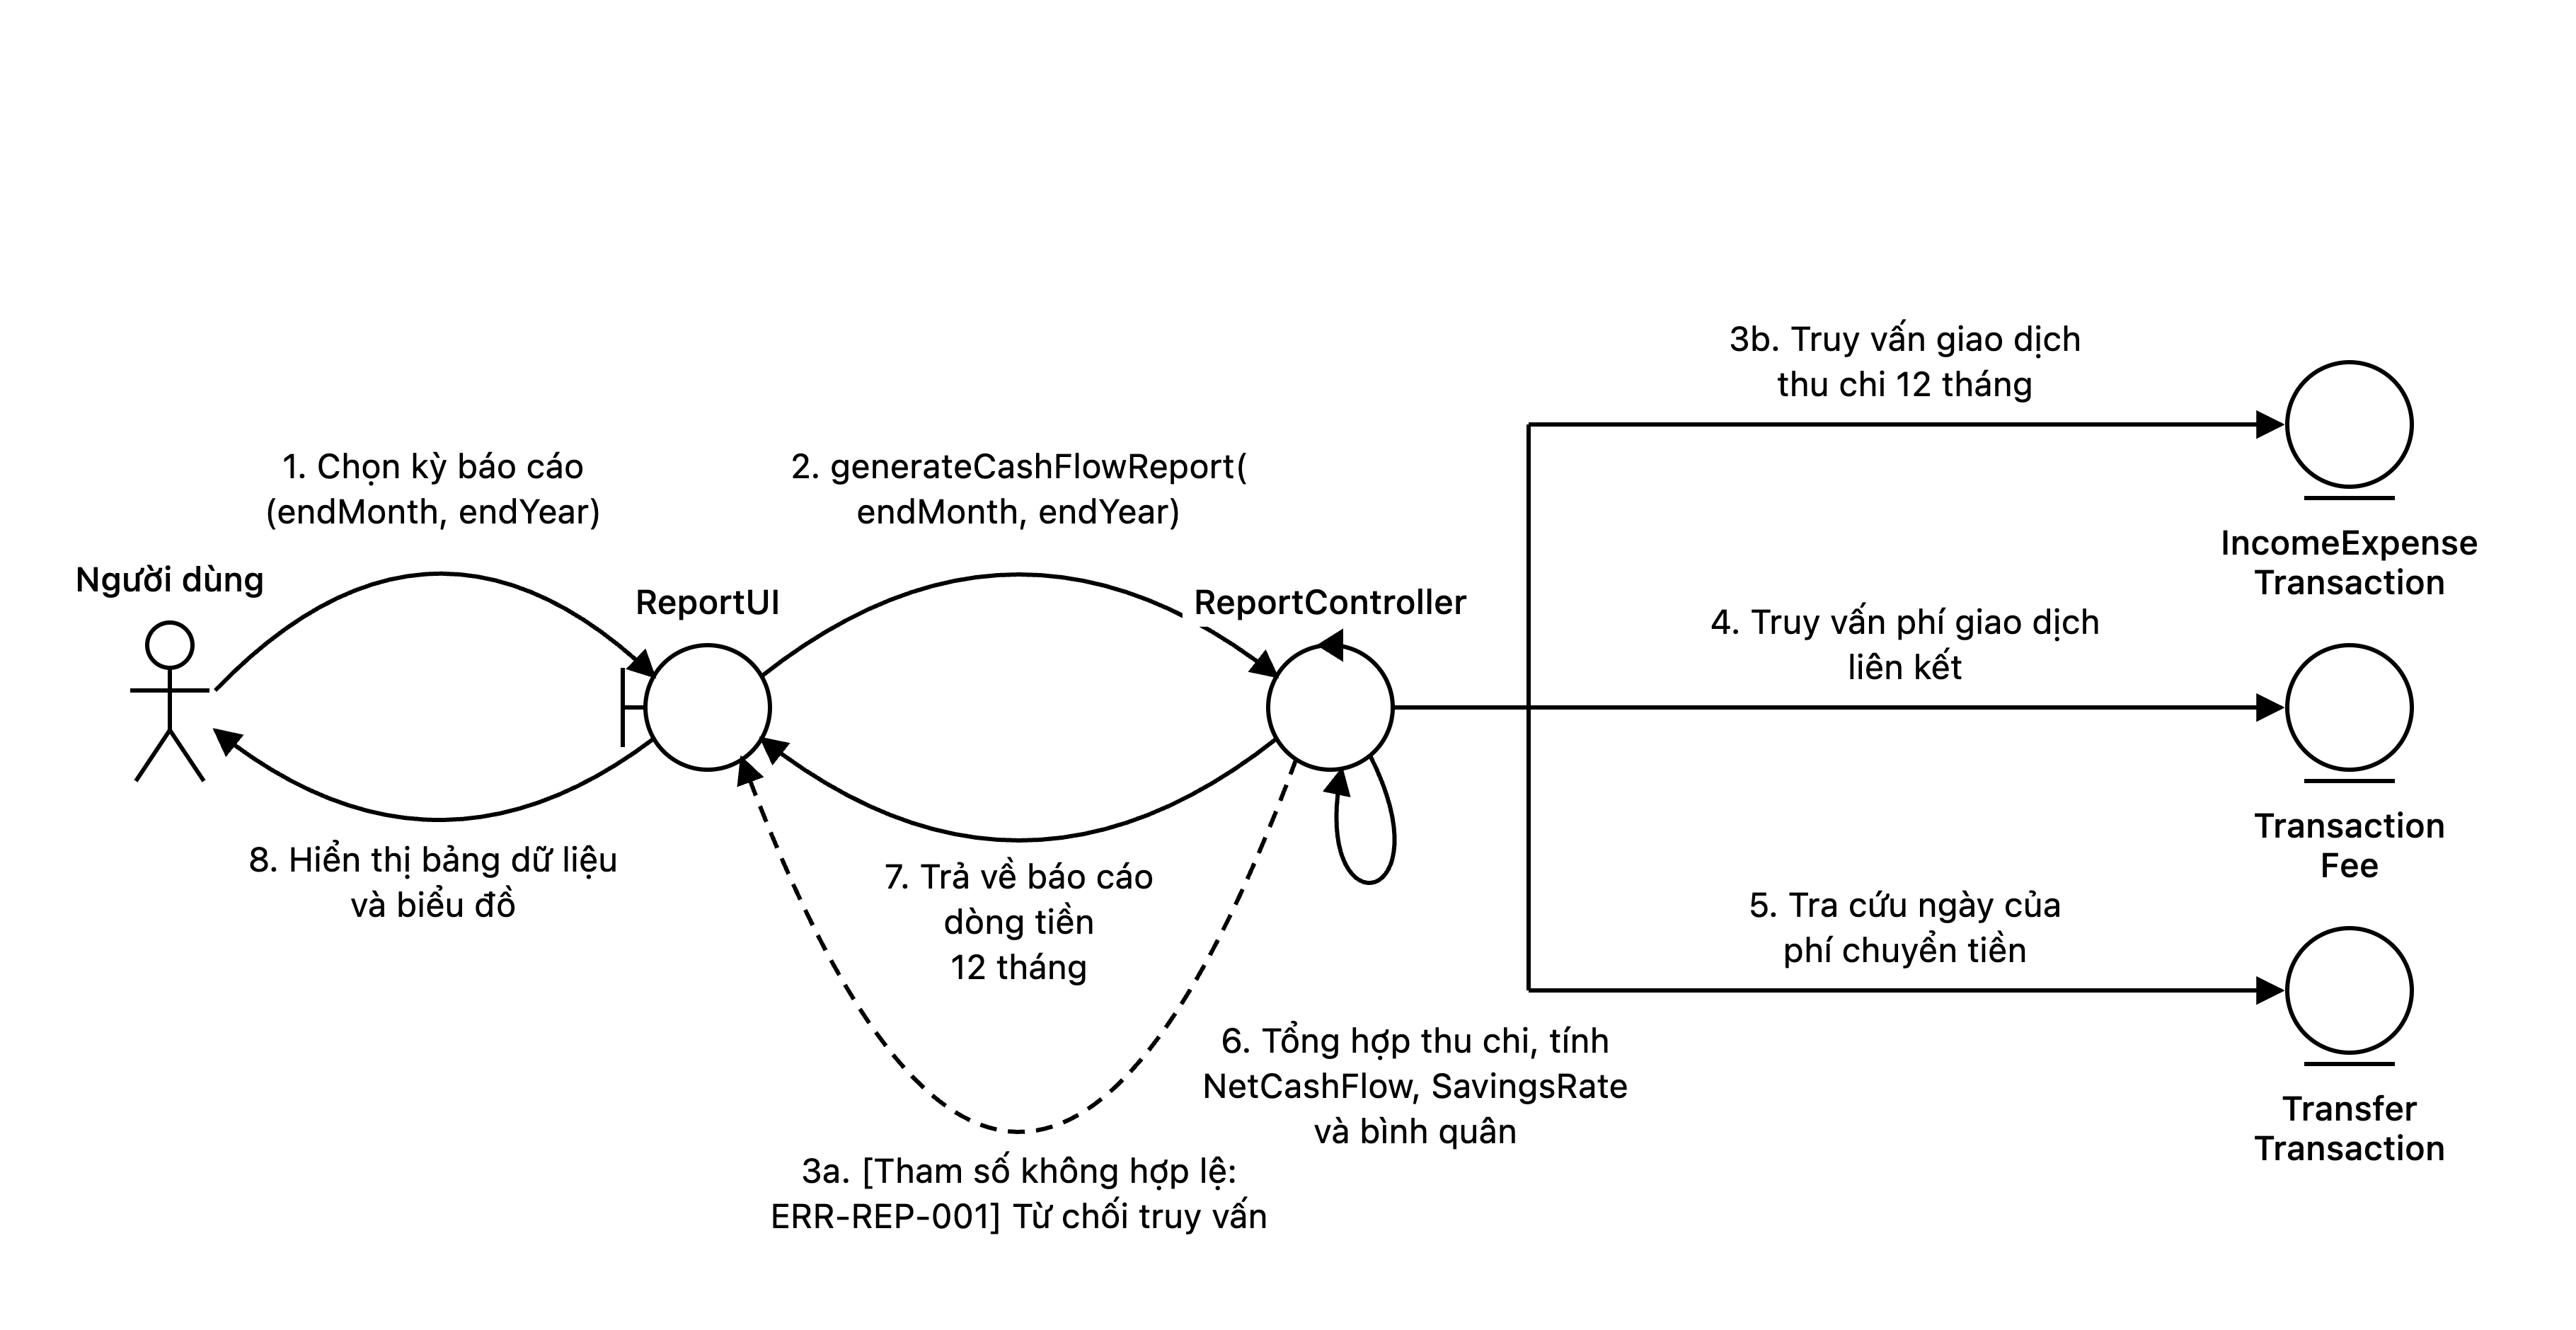 3b. Truy vấn giao dịch
thu chi 12 tháng
1. Chọn kỳ báo cáo
(endMonth, endYear)
2. generateCashFlowReport(
endMonth, endYear)
IncomeExpense
Transaction
Người dùng
ReportUI
ReportController
4. Truy vấn phí giao dịch
liên kết
Transaction
Fee
8. Hiển thị bảng dữ liệu
và biểu đồ
7. Trả về báo cáo
dòng tiền
12 tháng
5. Tra cứu ngày của
phí chuyển tiền
6. Tổng hợp thu chi, tính
NetCashFlow, SavingsRate
và bình quân
Transfer
Transaction
3a. [Tham số không hợp lệ:
ERR-REP-001] Từ chối truy vấn